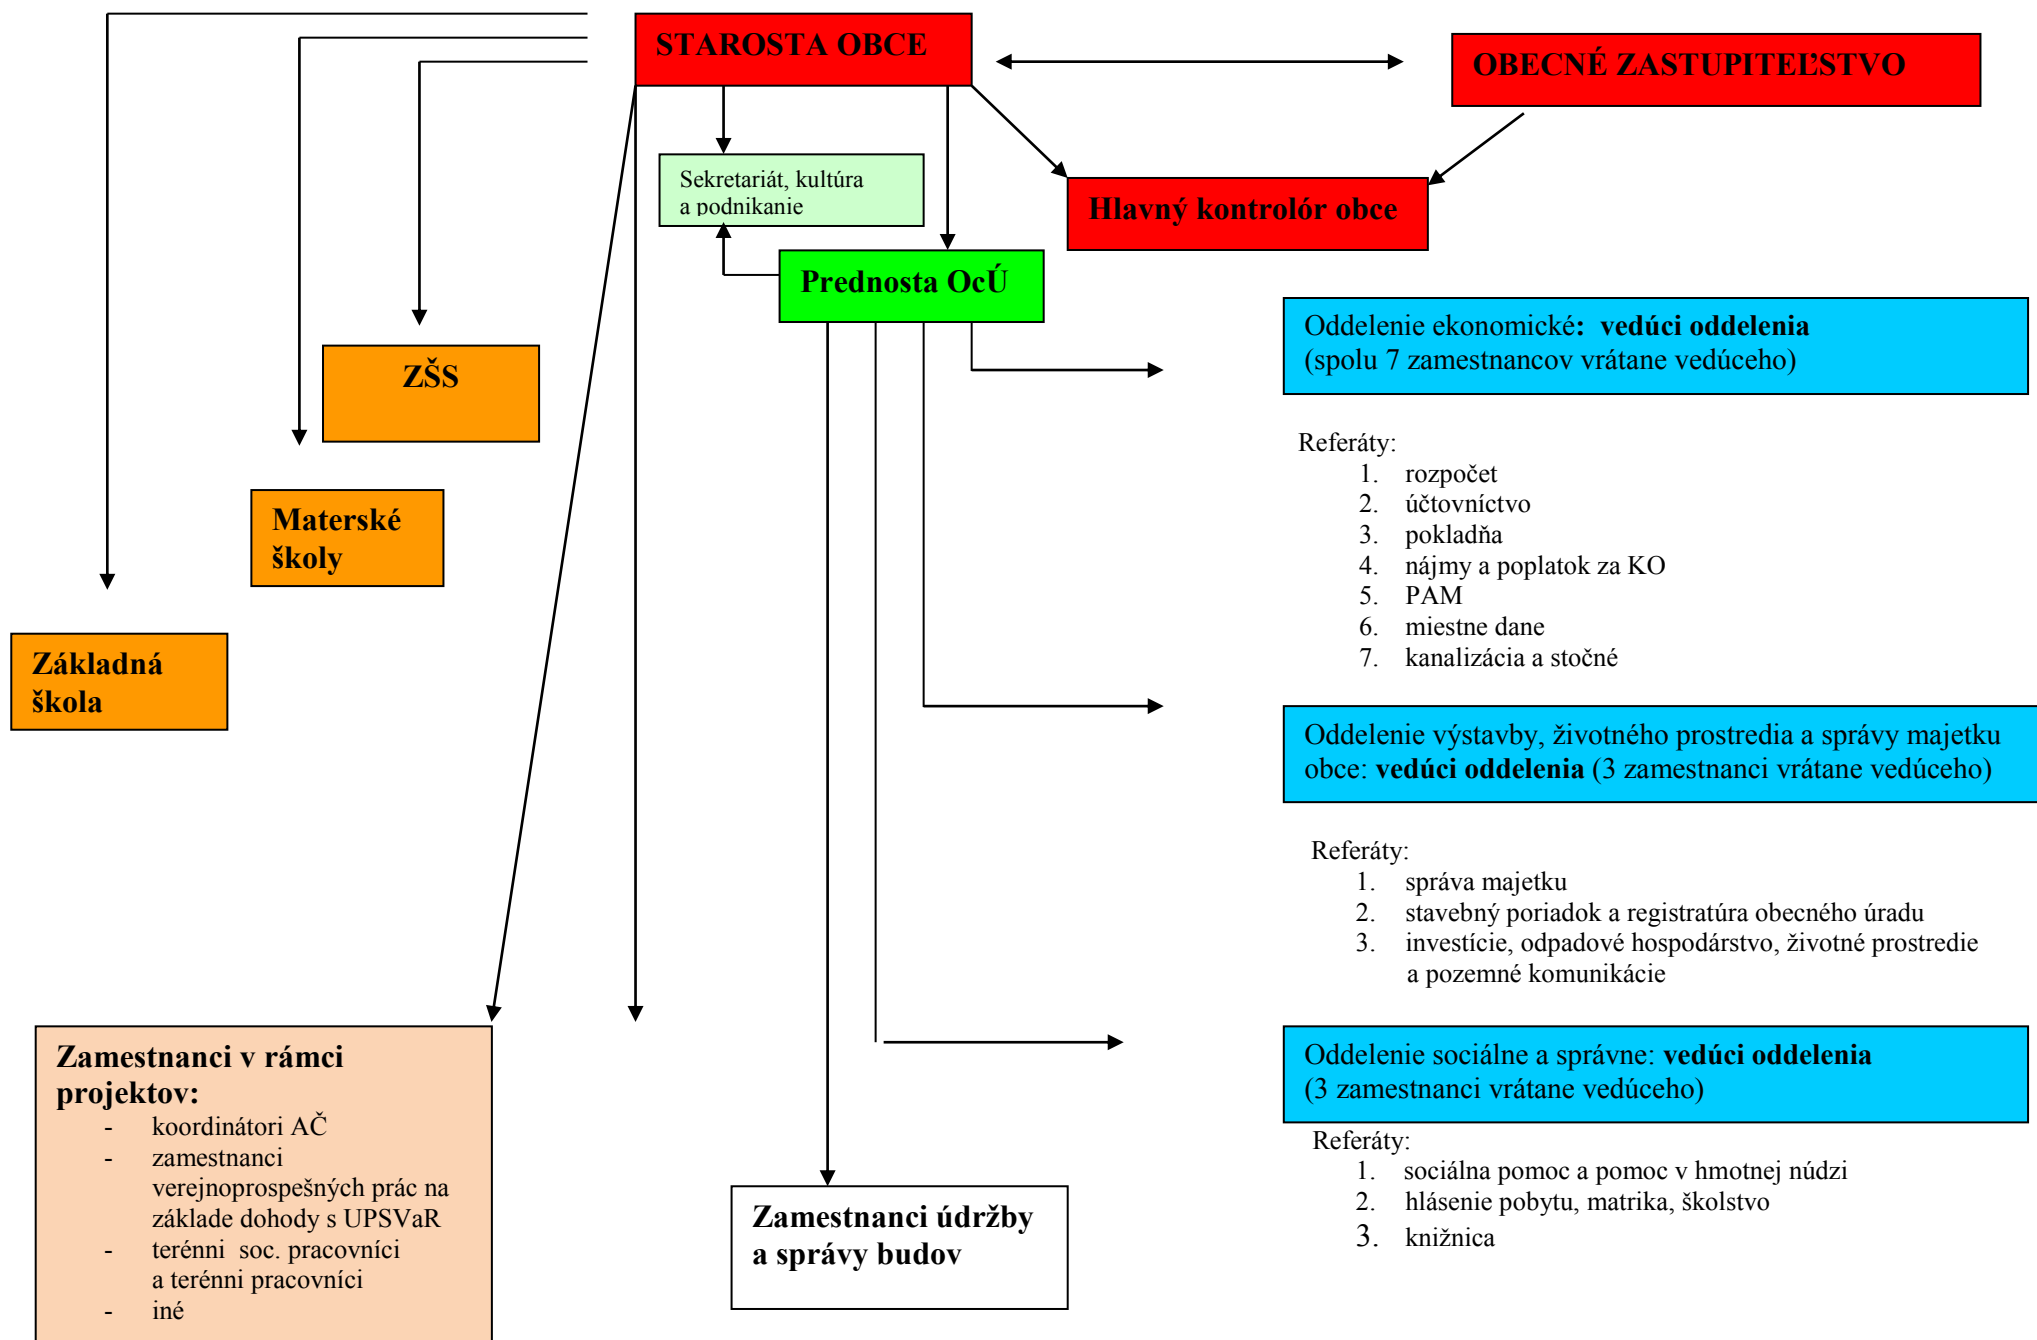 STAROSTA OBCE
OBECNÉ ZASTUPITEĽSTVO
Sekretariát, kultúra
a podnikanie
Hlavný kontrolór obce
Prednosta OcÚ
ZŠS
Materské
školy
Základná
škola
Oddelenie ekonomické: vedúci oddelenia
(spolu 7 zamestnancov vrátane vedúceho)
Referáty:
1. rozpočet
2. účtovníctvo
3. pokladňa
4. nájmy a poplatok za KO
5. PAM
6. miestne dane
7. kanalizácia a stočné
Oddelenie výstavby, životného prostredia a správy majetku
obce: vedúci oddelenia (3 zamestnanci vrátane vedúceho)
Referáty:
1. správa majetku
2. stavebný poriadok a registratúra obecného úradu
3. investície, odpadové hospodárstvo, životné prostredie
a pozemné komunikácie
Oddelenie sociálne a správne: vedúci oddelenia
(3 zamestnanci vrátane vedúceho)
Referáty:
1. sociálna pomoc a pomoc v hmotnej núdzi
2. hlásenie pobytu, matrika, školstvo
3. knižnica
Zamestnanci v rámci
projektov:
- koordinátori AČ
- zamestnanci
verejnoprospešných prác na
základe dohody s UPSVaR
- terénni soc. pracovníci
a terénni pracovníci
- iné
Zamestnanci údržby
a správy budov